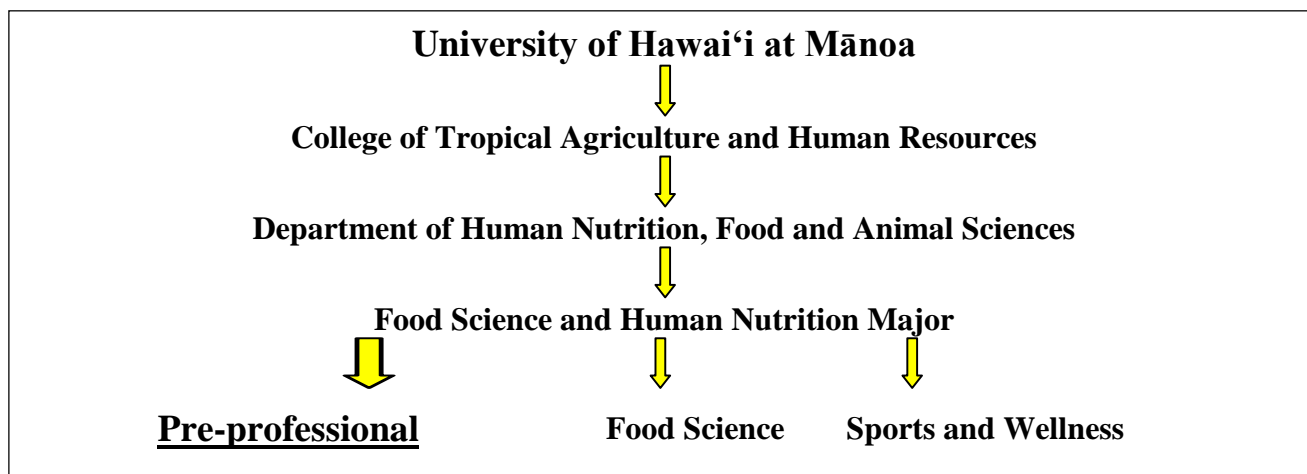 University of Hawai‘i at Mānoa
College of Tropical Agriculture and Human Resources
Department of Human Nutrition, Food and Animal Sciences
Food Science and Human Nutrition Major
Pre-professional Food Science Sports and Wellness